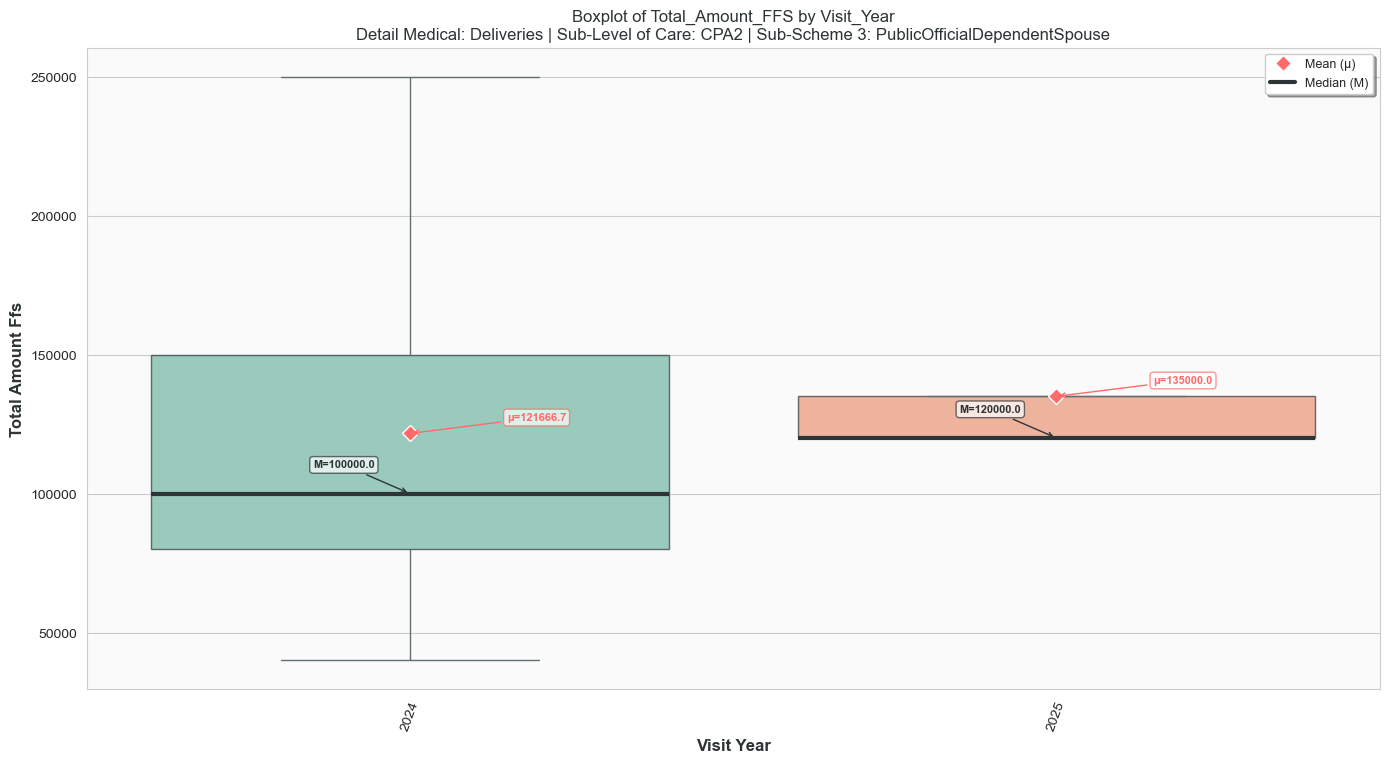 Boxplot of Total_Amount_FFS by Visit_Year
Detail Medical: Deliveries | Sub-Level of Care: CPA2 | Sub-Scheme 3: PublicOfficialDependentSpouse
Mean (μ)
Median (M)
Total Amount Ffs
250000
200000
150000
100000
50000
μ=121666.7
M=100000.0
μ=135000.0
M=120000.0
2024
2025
Visit Year